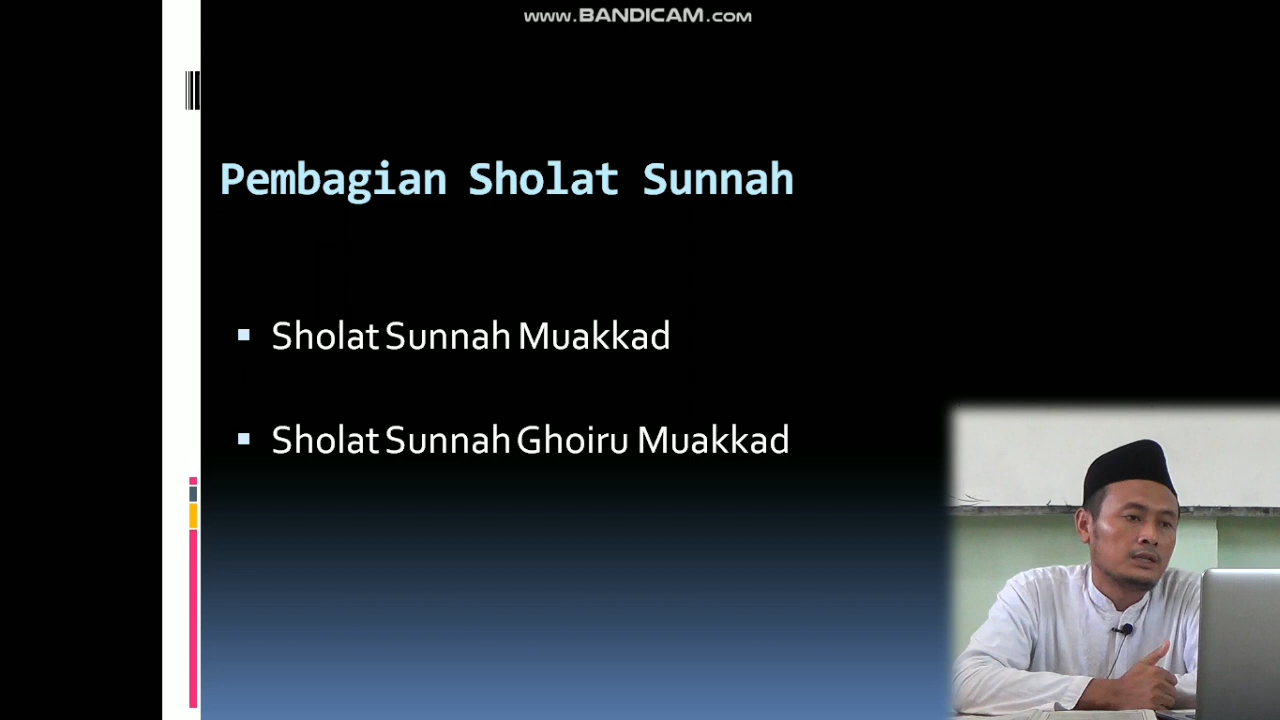 www.BANDICAM.com
Pembagian Sholat Sunnah
Sholat Sunnah Muakkad
Sholat Sunnah Ghoiru Muakkad